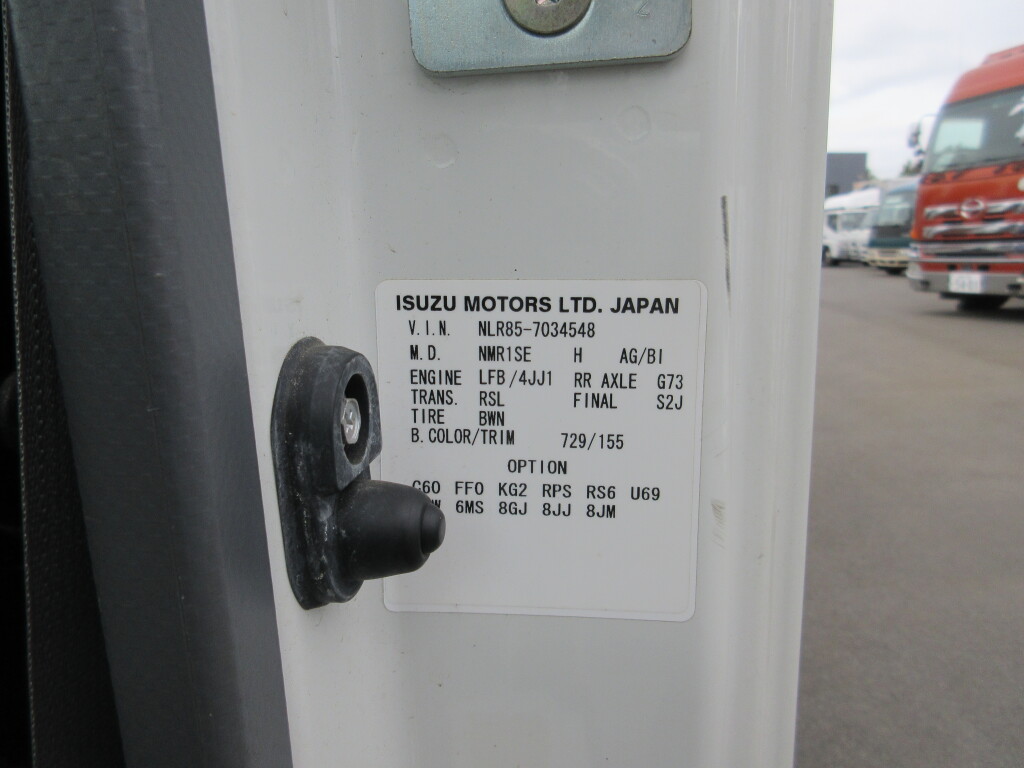 ISUZU MOTORS LTD. JAPAN
V.I.N. NLR85-7034548
M.D. NMR1SE H AG/BI
ENGINE LFB/4JJ1 RR AXLE G73
TRANS. RSL FINAL S2J
TIRE BWN
B.COLOR/TRIM 729/155
OPTION
C60 FF0 KG2 RPS RS6 U69
6MS 8GJ 8JJ 8JM